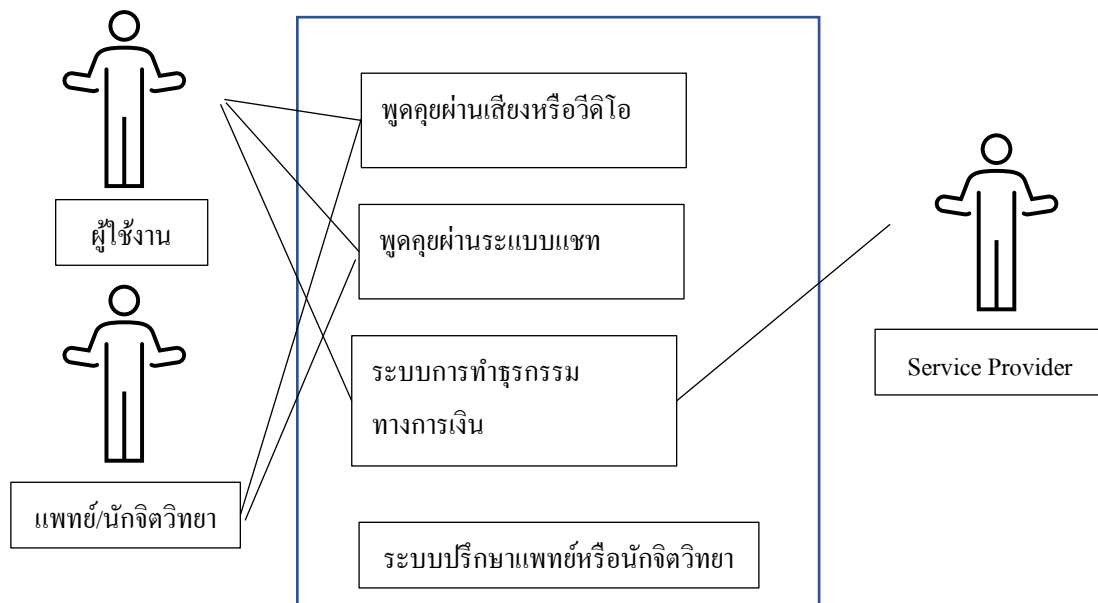 พูดคุยผ่านเสียงหรือวีดิโอ
ผู้ใช้งาน
พูดคุยผ่านระแบบแชท
ระบบการทำธุรกรรม
ทางการเงิน
Service Provider
แพทย์/นักจิตวิทยา
ระบบปรึกษาแพทย์หรือนักจิตวิทยา